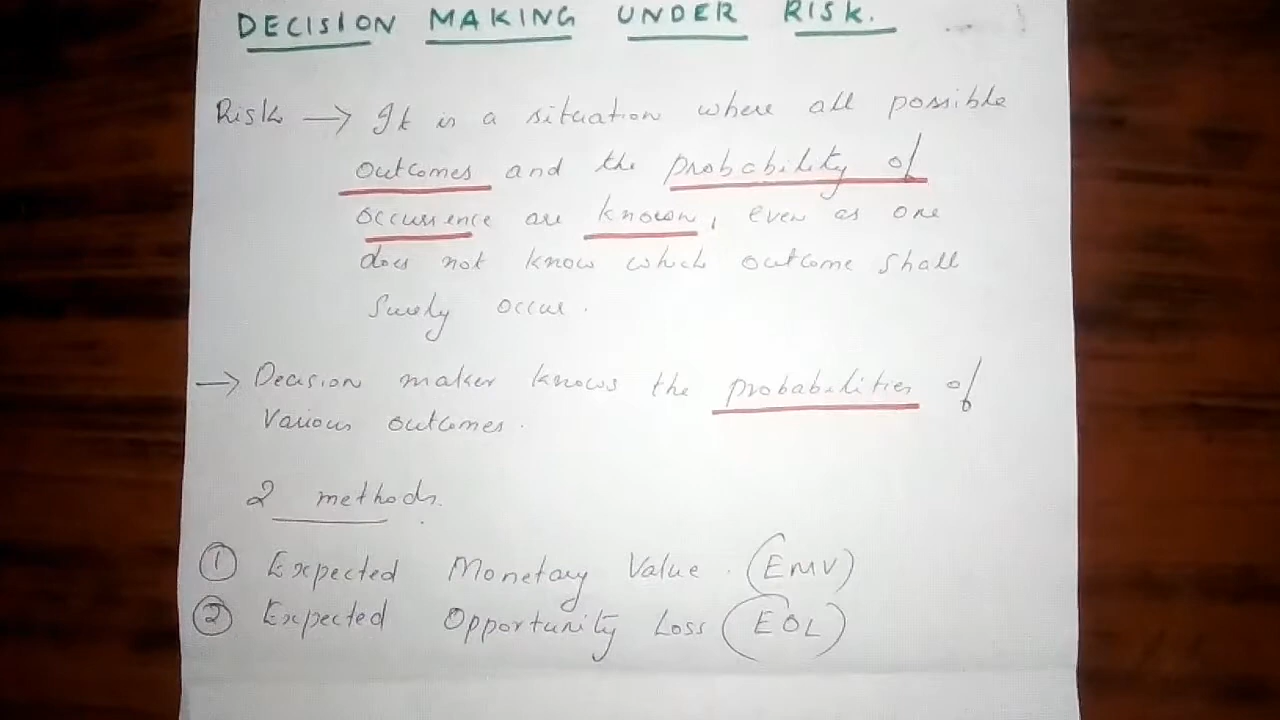 DECISION MAKING UNDER RISK.
Risk → It is a situation where all possible
outcomes and the probability of
occurrence are known, even as one
does not know which outcome shall
surely occur.
→ Decision maker knows the probabilities of
various outcomes.
2 methods.
① Expected Monetary Value. (EMV)
② Expected Opportunity Loss (EOL)